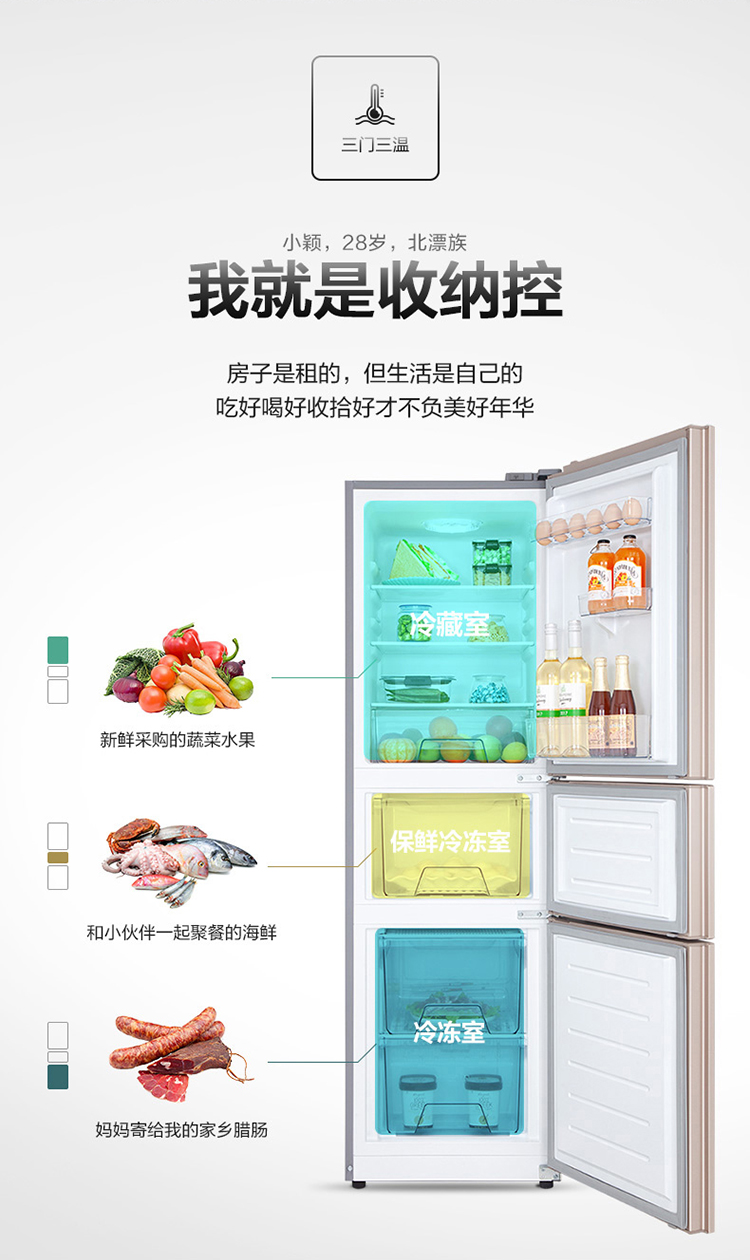 三门三温
小颖，28岁，北漂族
我就是收纳控
房子是租的，但生活是自己的
吃好喝好收拾好才不负美好年华
冷藏室
新鲜采购的蔬菜水果
保鲜冷冻室
和小伙伴一起聚餐的海鲜
冷冻室
妈妈寄给我的家乡腊肠